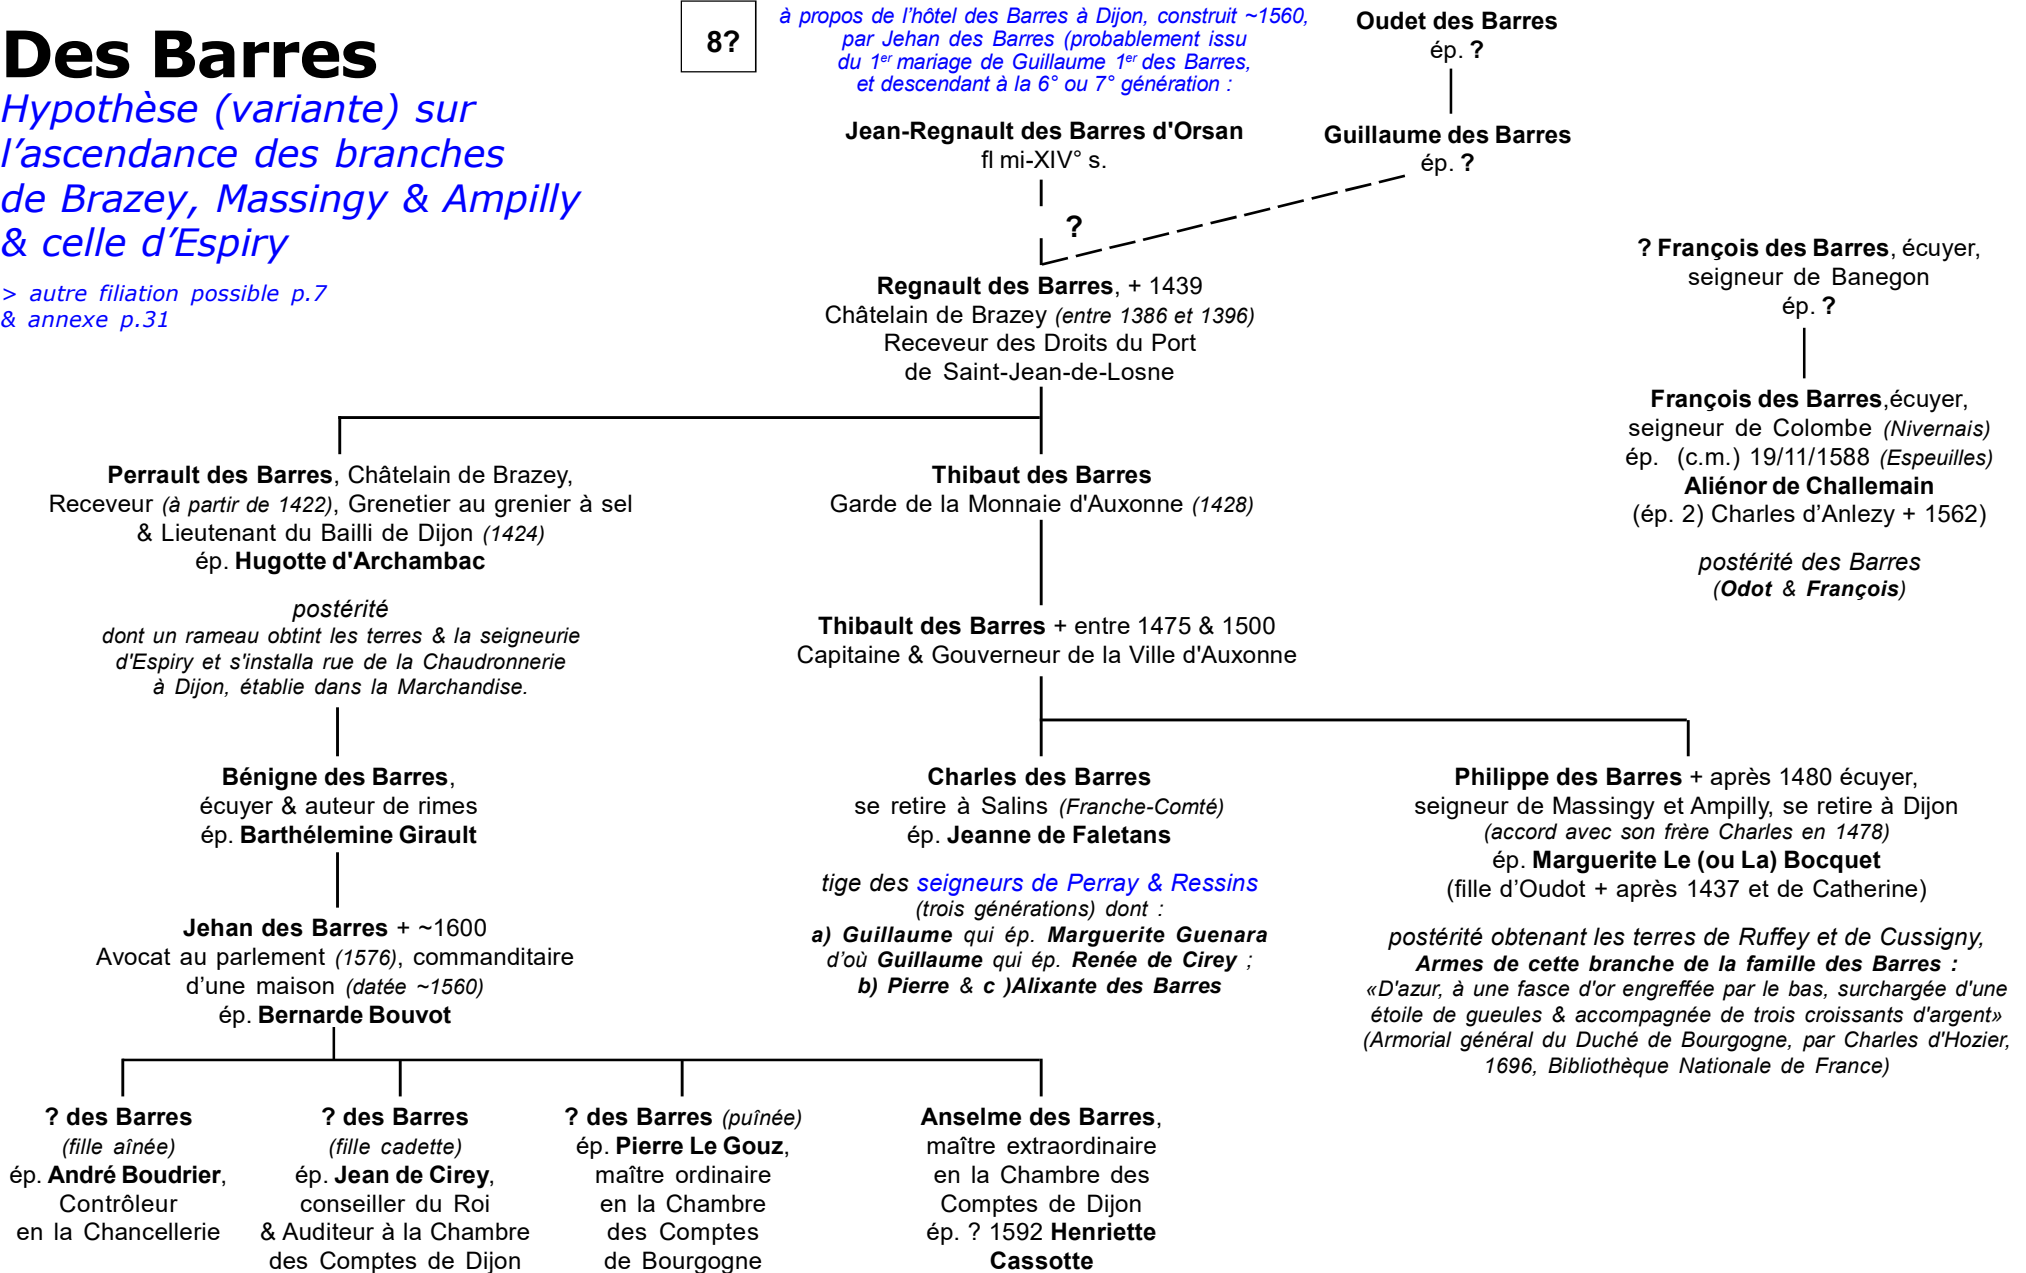 Des Barres
Hypothèse (variante) sur
l’ascendance des branches
de Brazey, Massingy & Ampilly
& celle d’Espiry
> autre filiation possible p.7
& annexe p.31
8?
à propos de l’hôtel des Barres à Dijon, construit ~1560,
par Jehan des Barres (probablement issu
du 1er mariage de Guillaume 1er des Barres,
et descendant à la 6° ou 7° génération :
Oudet des Barres
ép. ?
Jean-Regnault des Barres d'Orsan
fl mi-XIV° s.
Guillaume des Barres
ép. ?
?
Regnault des Barres, + 1439
Châtelain de Brazey (entre 1386 et 1396)
Receveur des Droits du Port
de Saint-Jean-de-Losne
? François des Barres, écuyer,
seigneur de Banegon
ép. ?
François des Barres,écuyer,
seigneur de Colombe (Nivernais)
ép. (c.m.) 19/11/1588 (Espeuilles)
Aliénor de Challemain
(ép. 2) Charles d’Anlezy + 1562)
postérité des Barres
(Odot & François)
Perrault des Barres, Châtelain de Brazey,
Receveur (à partir de 1422), Grenetier au grenier à sel
& Lieutenant du Bailli de Dijon (1424)
ép. Hugotte d'Archambac
postérité
dont un rameau obtint les terres & la seigneurie
d'Espiry et s'installa rue de la Chaudronnerie
à Dijon, établie dans la Marchandise.
Thibaut des Barres
Garde de la Monnaie d'Auxonne (1428)
Thibault des Barres + entre 1475 & 1500
Capitaine & Gouverneur de la Ville d'Auxonne
Bénigne des Barres,
écuyer & auteur de rimes
ép. Barthélemine Girault
Charles des Barres
se retire à Salins (Franche-Comté)
ép. Jeanne de Faletans
tige des seigneurs de Perray & Ressins
(trois générations) dont :
a) Guillaume qui ép. Marguerite Guenara
d’où Guillaume qui ép. Renée de Cirey ;
b) Pierre & c )Alixante des Barres
Philippe des Barres + après 1480 écuyer,
seigneur de Massingy et Ampilly, se retire à Dijon
(accord avec son frère Charles en 1478)
ép. Marguerite Le (ou La) Bocquet
(fille d’Oudot + après 1437 et de Catherine)
postérité obtenant les terres de Ruffey et de Cussigny,
Armes de cette branche de la famille des Barres :
«D'azur, à une fasce d'or engreffée par le bas, surchargée d'une
étoile de gueules & accompagnée de trois croissants d'argent»
(Armorial général du Duché de Bourgogne, par Charles d'Hozier,
1696, Bibliothèque Nationale de France)
Jehan des Barres + ~1600
Avocat au parlement (1576), commanditaire
d’une maison (datée ~1560)
ép. Bernarde Bouvot
? des Barres
(fille aînée)
ép. André Boudrier,
Contrôleur
en la Chancellerie
? des Barres
(fille cadette)
ép. Jean de Cirey,
conseiller du Roi
& Auditeur à la Chambre
des Comptes de Dijon
? des Barres (puînée)
ép. Pierre Le Gouz,
maître ordinaire
en la Chambre
des Comptes
de Bourgogne
Anselme des Barres,
maître extraordinaire
en la Chambre des
Comptes de Dijon
ép. ? 1592 Henriette
Cassotte